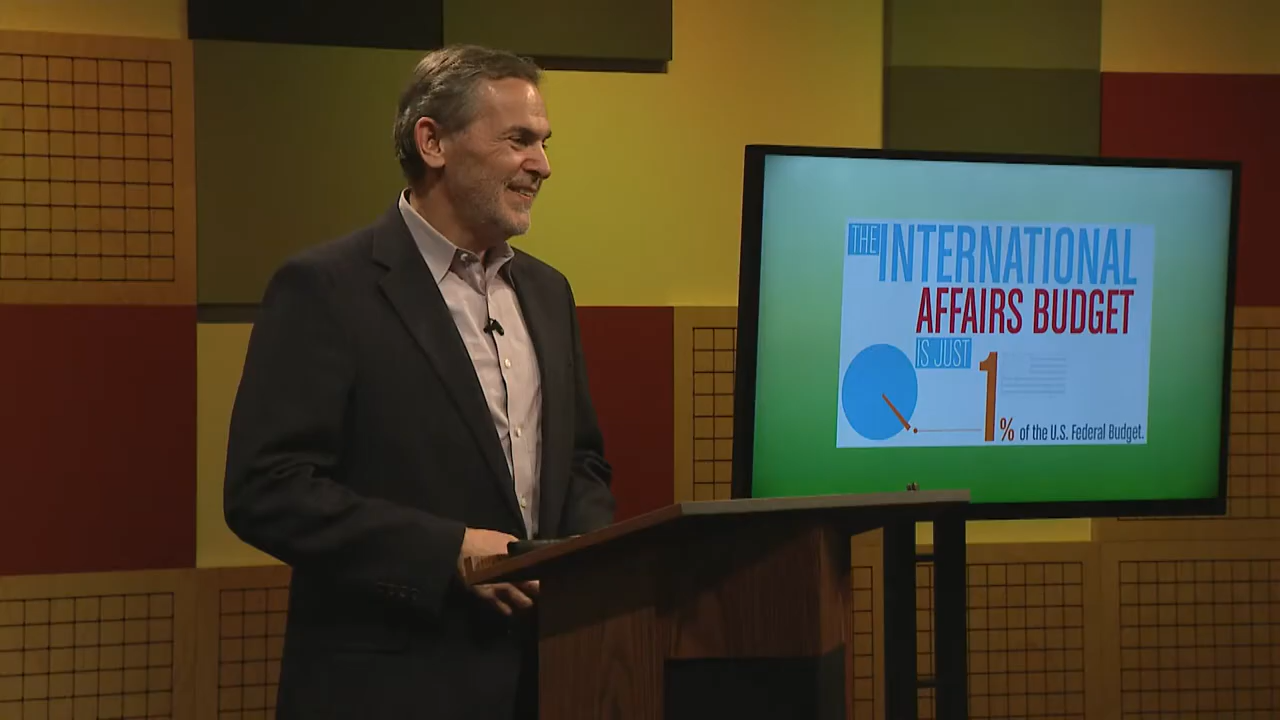 THE INTERNATIONAL
AFFAIRS BUDGET
IS JUST
1
% of the U.S. Federal Budget.